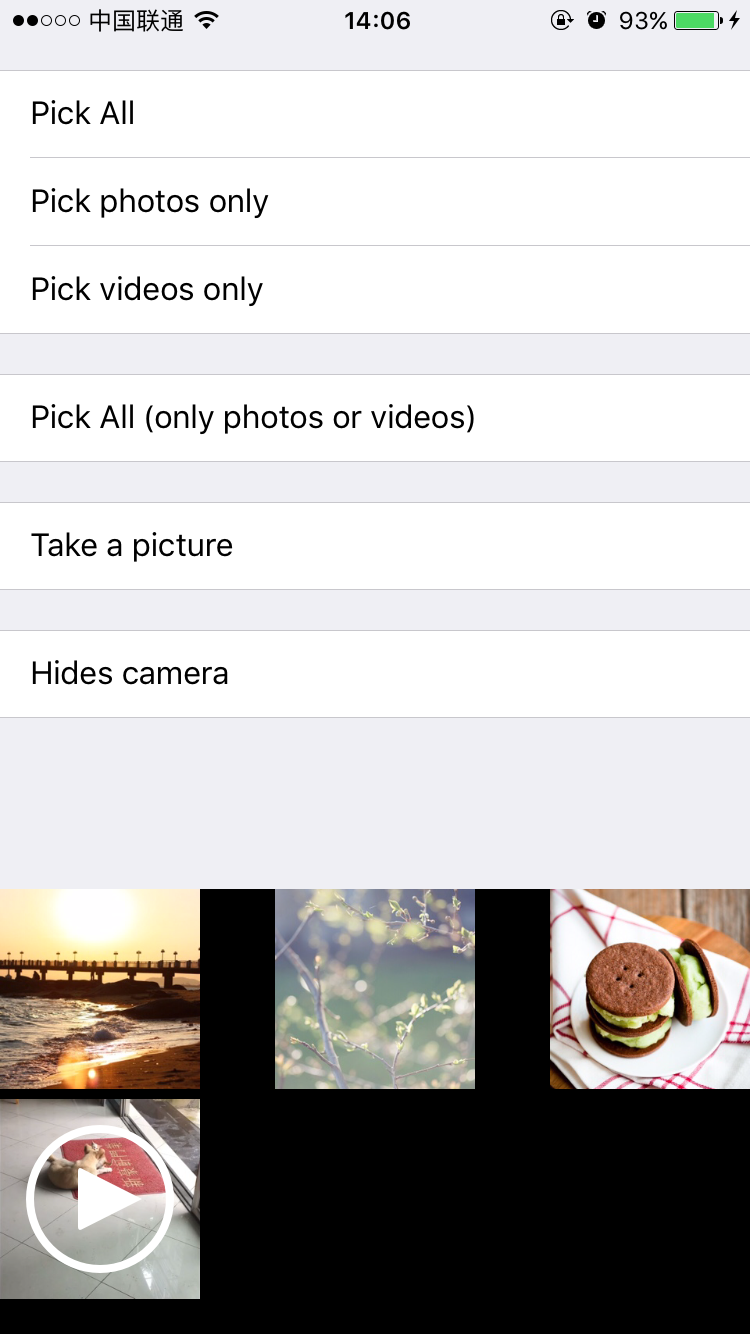 中国联通 14:06 93%
Pick All
Pick photos only
Pick videos only
Pick All (only photos or videos)
Take a picture
Hides camera